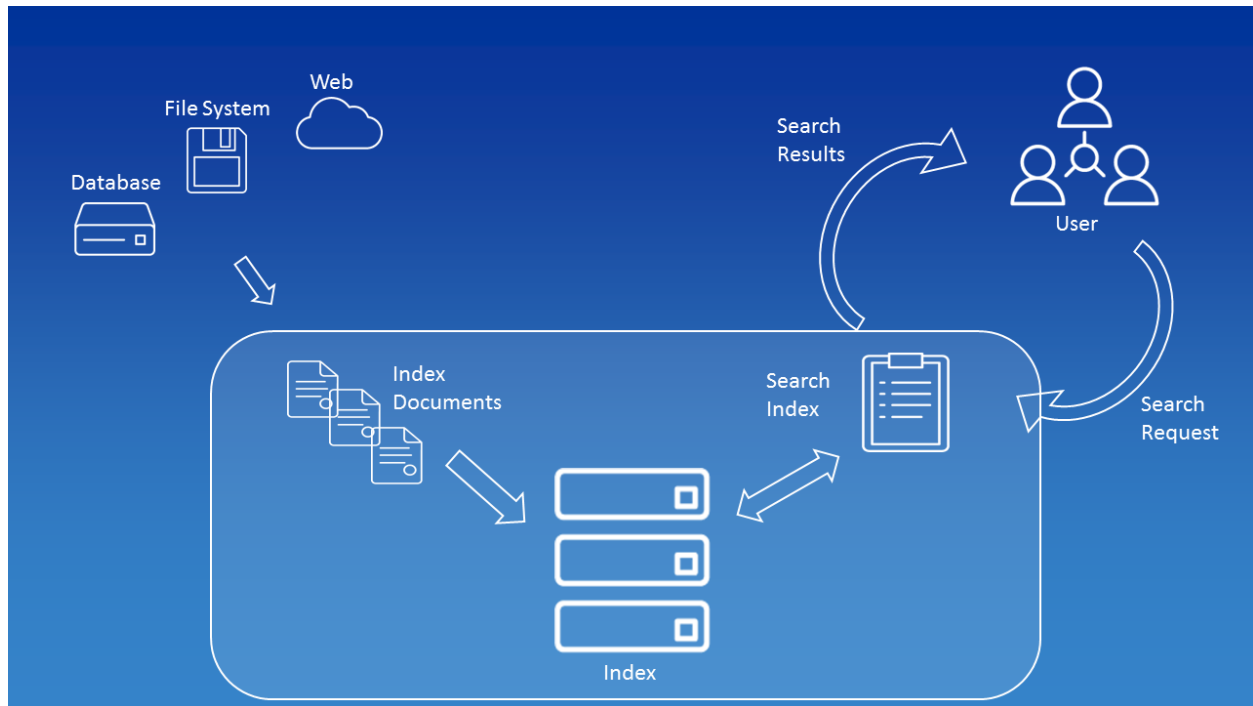 Web
File System
Database
Search
Results
User
Index
Documents
Search
Index
Search
Request
Index